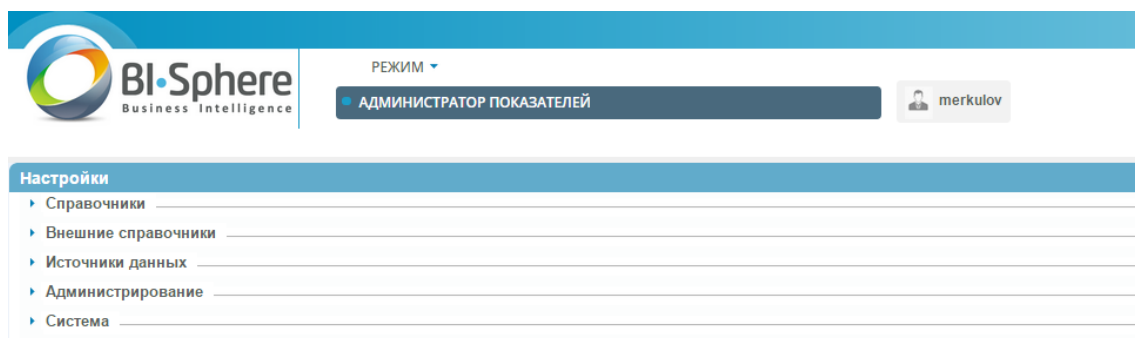 BI•Sphere
Business Intelligence
РЕЖИМ
АДМИНИСТРАТОР ПОКАЗАТЕЛЕЙ
merkulov
Настройки
Справочники
Внешние справочники
Источники данных
Администрирование
Система